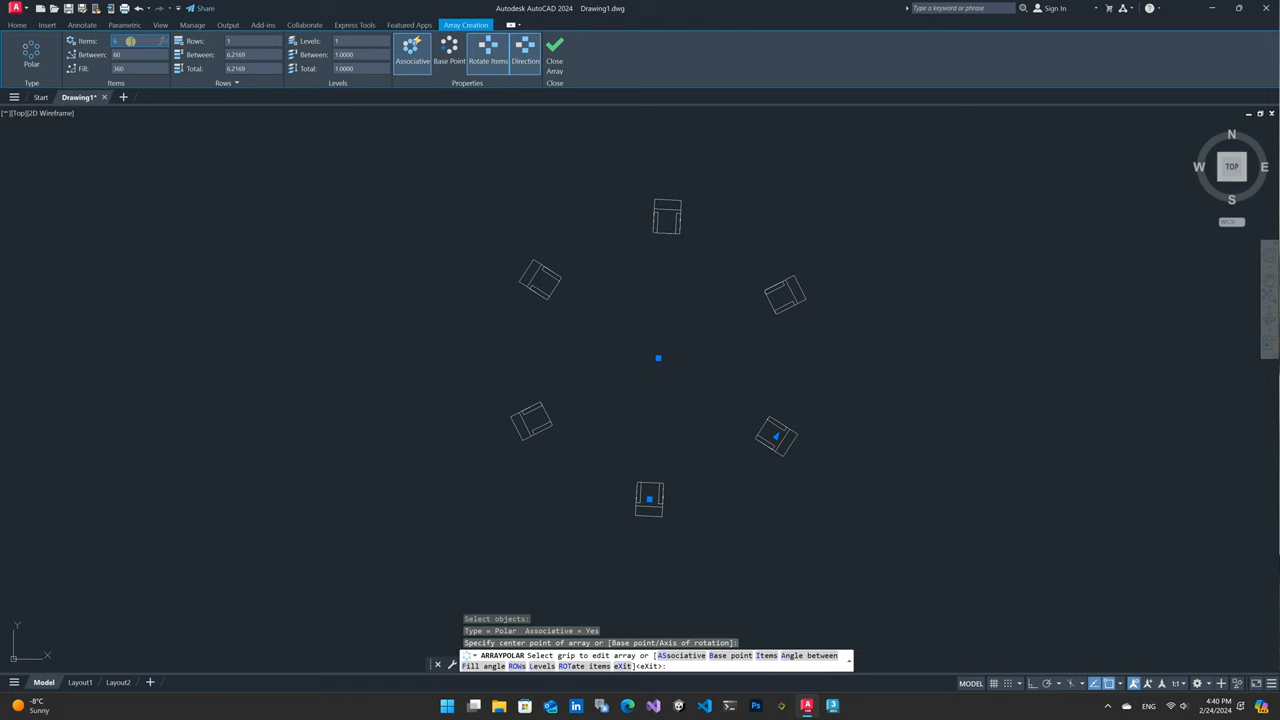 Share
Autodesk AutoCAD 2024 Drawing1.dwg
Type a keyword or phrase
Sign In
Home Insert Annotate Parametric View Manage Output Add-ins Collaborate Express Tools Featured Apps Array Creation
Items: 6 Rows: 1 Levels: 1
Between: 60 Between: 6.2169 Between: 1.0000
Fill: 360 Total: 6.2169 Total: 1.0000
Polar
Associative Base Point Rotate Items Direction Close Array
Type Items Rows Levels Properties Close
Start Drawing1*
[−][Top][2D Wireframe]
N
W TOP E
S
WCS
Y
X
Select objects:
Type = Polar Associative = Yes
Specify center point of array or [Base point/Axis of rotation]:
ARRAYPOLAR Select grip to edit array or [ASsociative Base point Items Angle between
Fill angle ROWs Levels ROTate items eXit]<eXit>:
Model Layout1 Layout2
MODEL 1:1
-8°C
Sunny
4:40 PM
2/24/2024